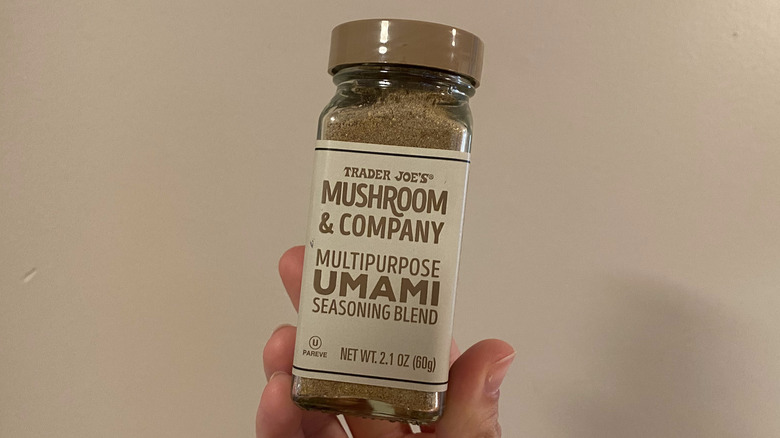 TRADER JOE'S®
MUSHROOM
& COMPANY
MULTIPURPOSE
UMAMI
SEASONING BLEND
U
PAREVE
NET WT. 2.1 OZ (60g)